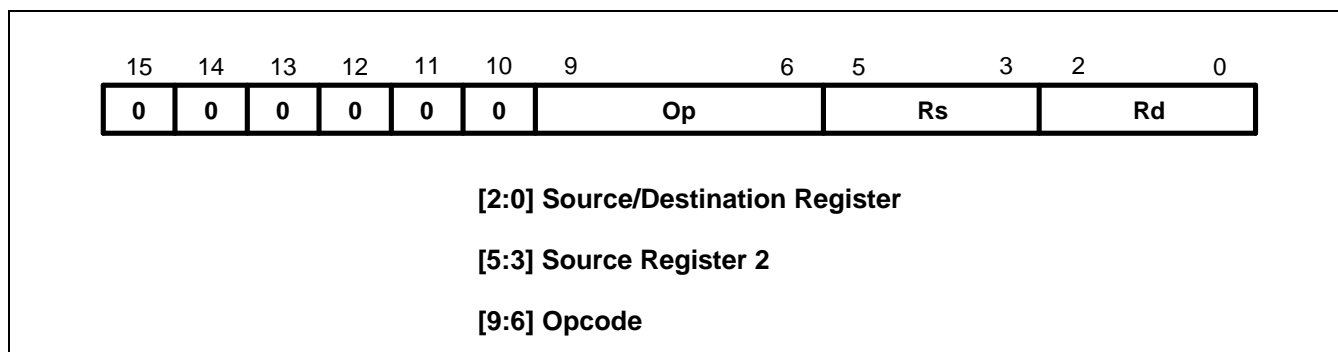 15 14 13 12 11 10 9 6 5 3 2 0
0 0 0 0 0 0 Op Rs Rd
[2:0] Source/Destination Register
[5:3] Source Register 2
[9:6] Opcode